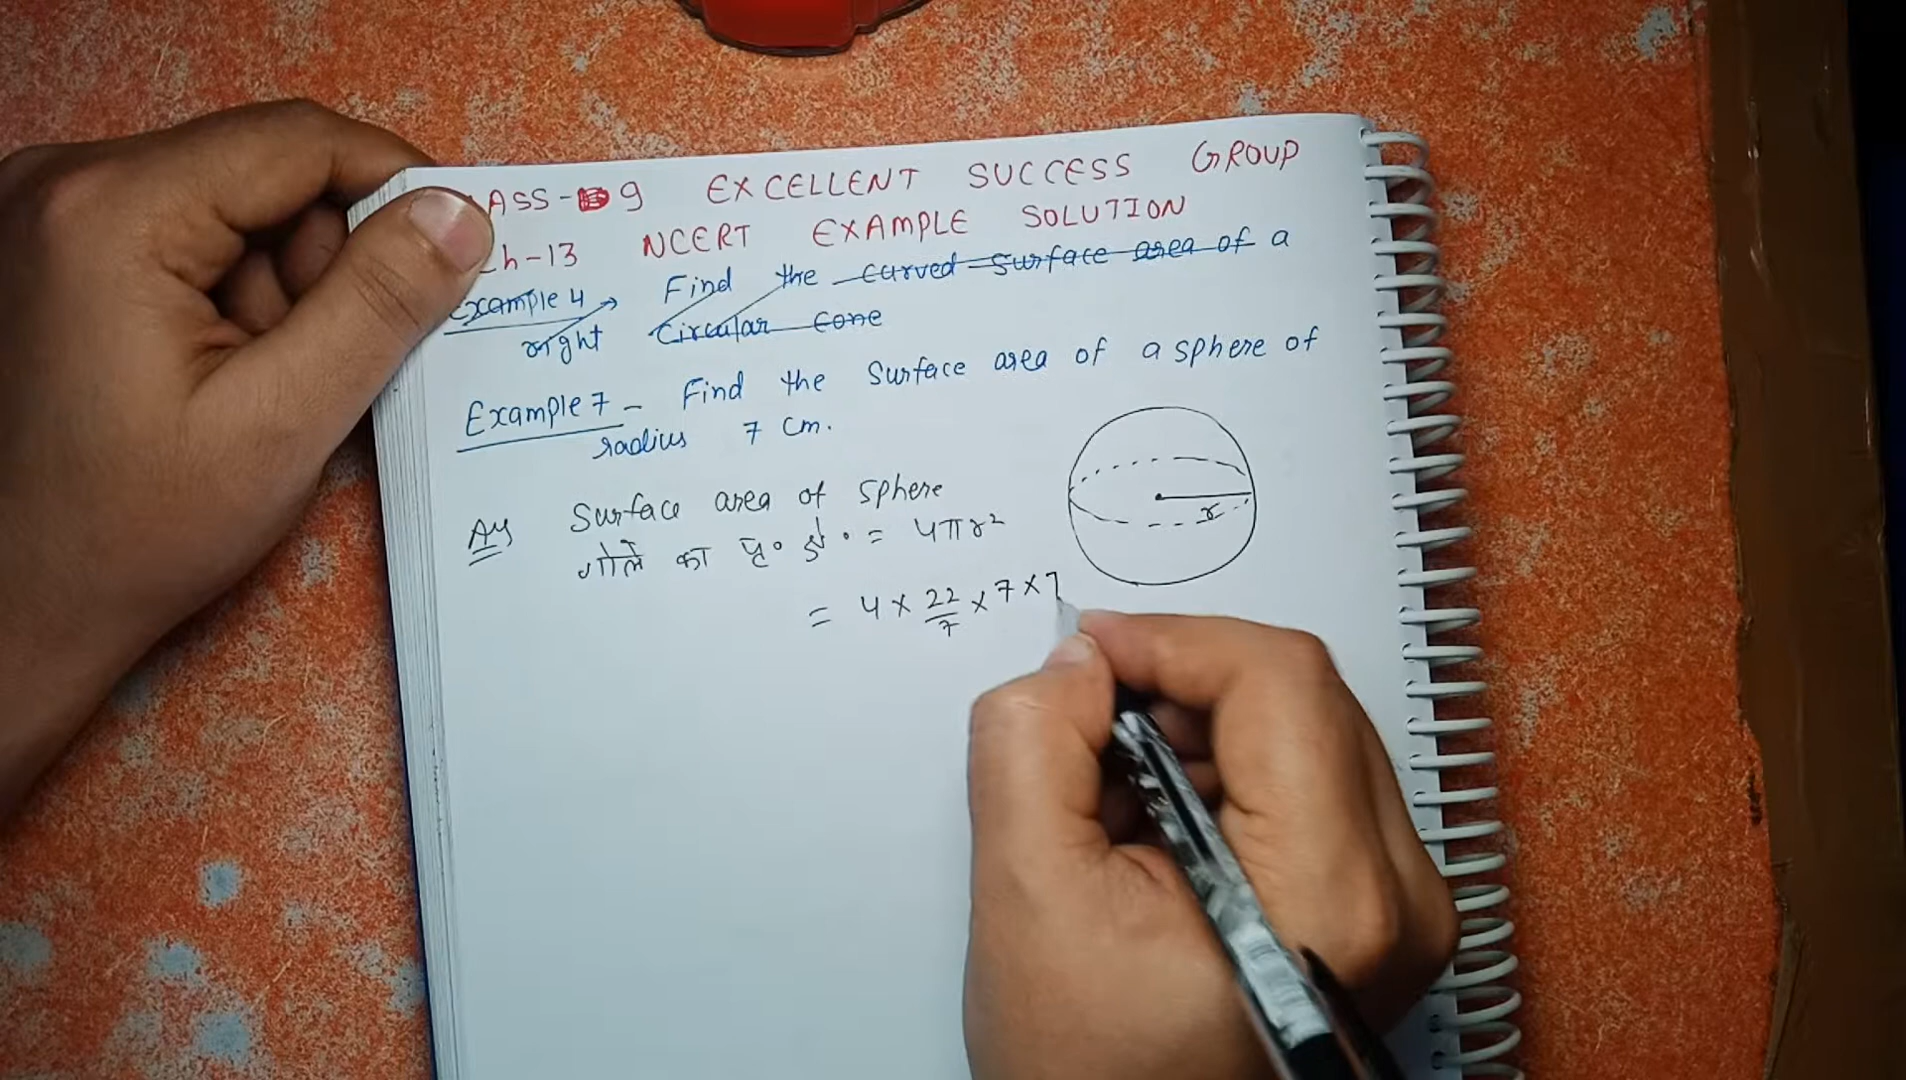 LASS- 9 EXCELLENT SUCCESS GROUP
Ch-13 NCERT EXAMPLE SOLUTION
Example 4 → Find the curved surface area of a
right circular cone
Example 7 - Find the Surface area of a sphere of
radius 7 cm.
Ans Surface area of sphere
गोले का पृ० क्षे० = 4πr²
r
= 4 × 22/7 × 7 × 7